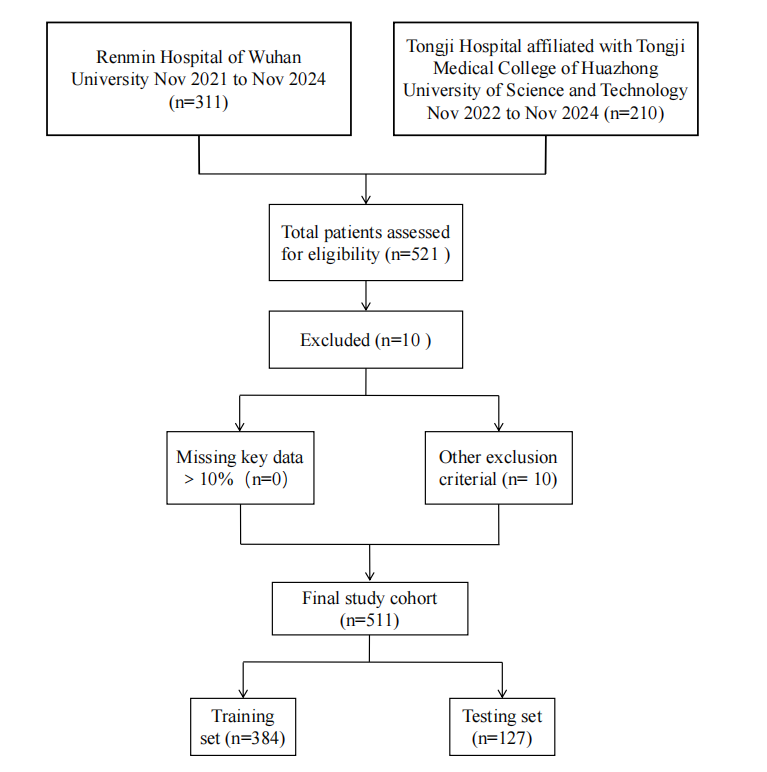 Renmin Hospital of Wuhan
University Nov 2021 to Nov 2024
(n=311)
Tongji Hospital affiliated with Tongji
Medical College of Huazhong
University of Science and Technology
Nov 2022 to Nov 2024 (n=210)
Total patients assessed
for eligibility (n=521 )
Excluded (n=10 )
Missing key data
> 10%（n=0）
Other exclusion
criterial (n= 10)
Final study cohort
(n=511)
Training
set (n=384)
Testing set
(n=127)